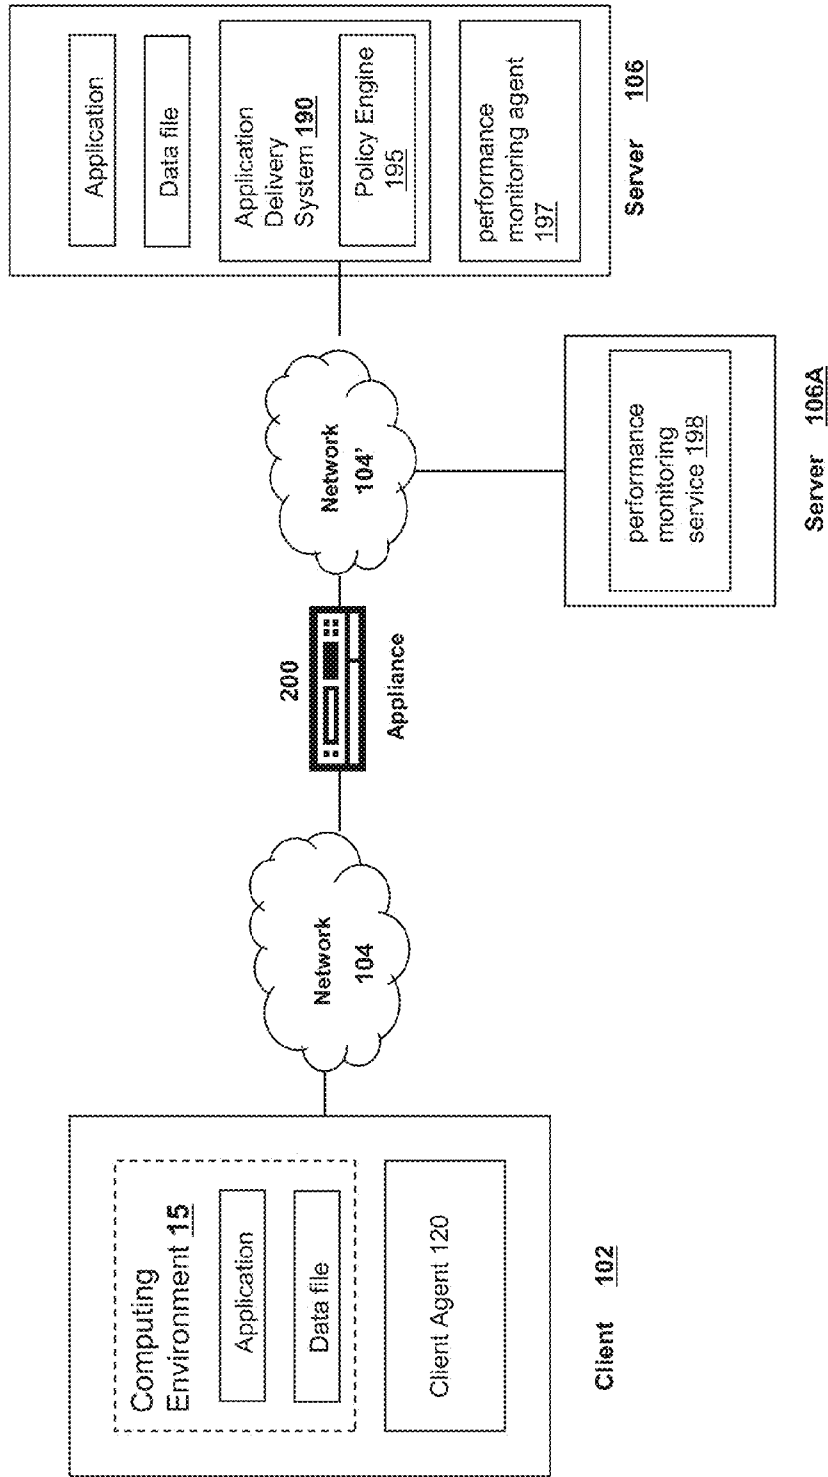 Computing
Environment 15
Application
Data file
Client Agent 120
Client 102
Network
104
200
Appliance
Network
104'
Application
Data file
Application
Delivery
System 190
Policy Engine
195
performance
monitoring agent
197
Server 106
performance
monitoring
service 198
Server 106A